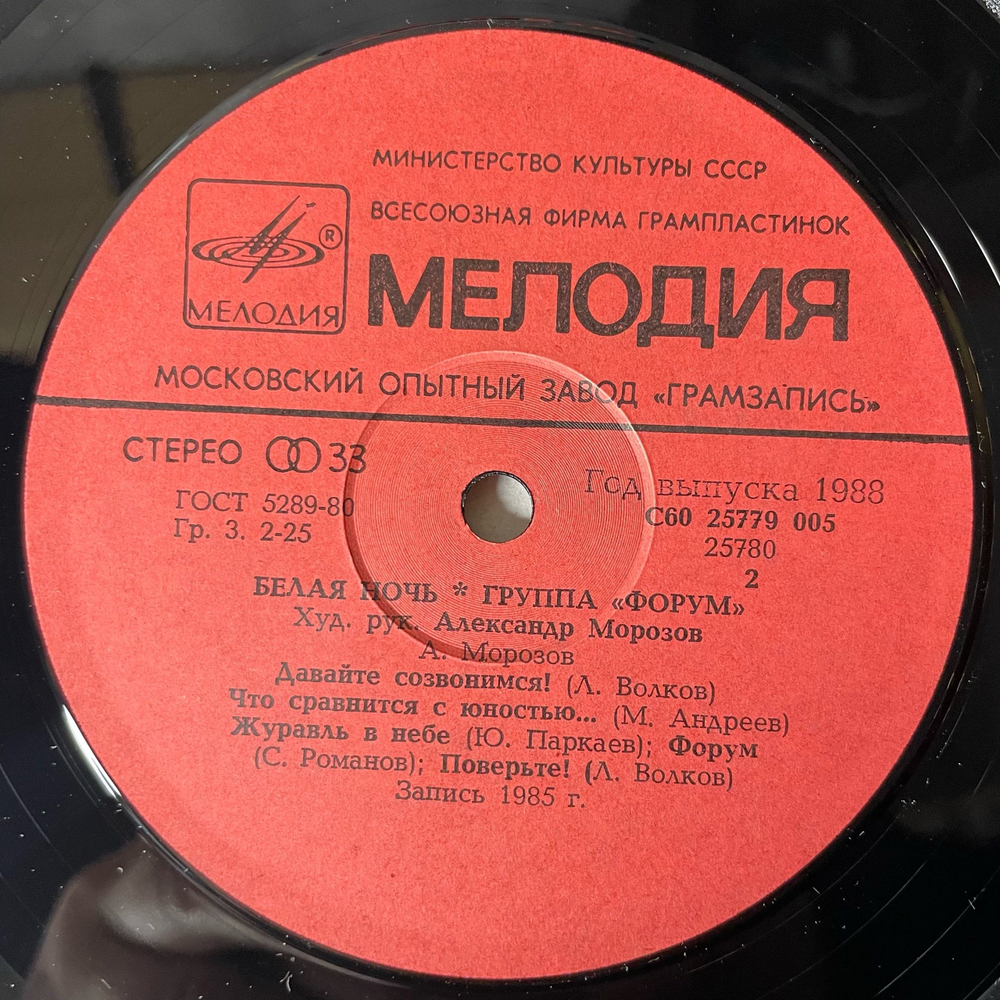 МИНИСТЕРСТВО КУЛЬТУРЫ СССР
ВСЕСОЮЗНАЯ ФИРМА ГРАМПЛАСТИНОК
®
МЕЛОДИЯ
МЕЛОДИЯ
МОСКОВСКИЙ ОПЫТНЫЙ ЗАВОД «ГРАМЗАПИСЬ»
СТЕРЕО 33
Год выпуска 1988
ГОСТ 5289-80
С60 25779 005
Гр. 3. 2-25
25780
2
БЕЛАЯ НОЧЬ * ГРУППА «ФОРУМ»
Худ. рук. Александр Морозов
А. Морозов
Давайте созвонимся! (Л. Волков)
Что сравнится с юностью... (М. Андреев)
Журавль в небе (Ю. Паркаев); Форум
(С. Романов); Поверьте! (Л. Волков)
Запись 1985 г.